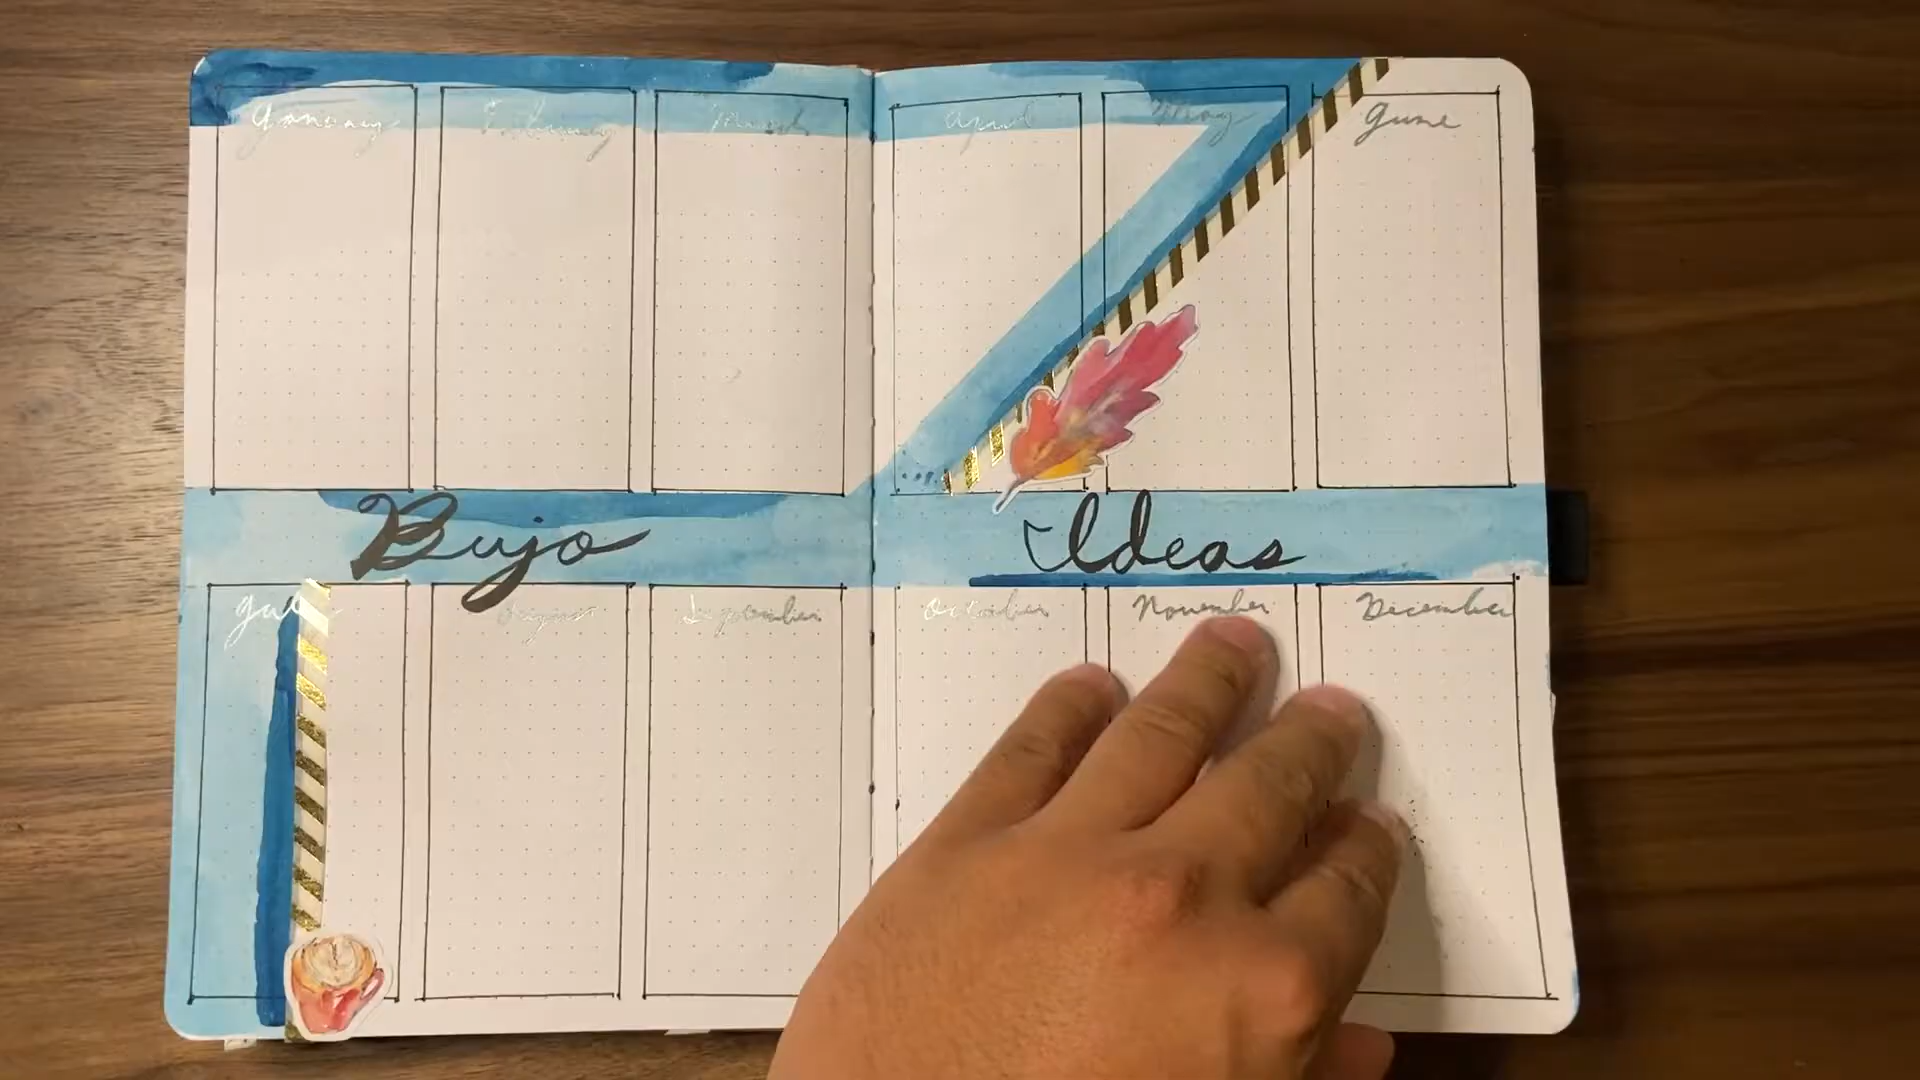 January February March April May June
Bujo Ideas
July August September October November December